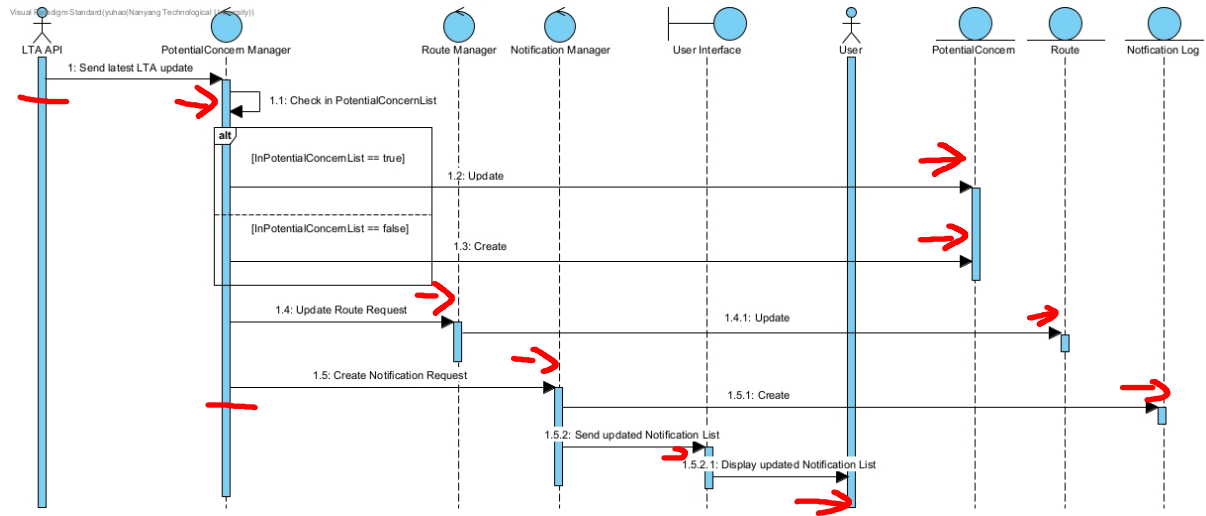 Visual Paradigm Standard(yuhao(Nanyang Technological University))
LTA API
PotentialConcern Manager
Route Manager
Notification Manager
User Interface
User
PotentialConcern
Route
Notfication Log
1: Send latest LTA update
1.1: Check in PotentialConcernList
alt
[InPotentialConcernList == true]
1.2: Update
[InPotentialConcernList == false]
1.3: Create
1.4: Update Route Request
1.4.1: Update
1.5: Create Notification Request
1.5.1: Create
1.5.2: Send updated Notification List
1.5.2.1: Display updated Notification List